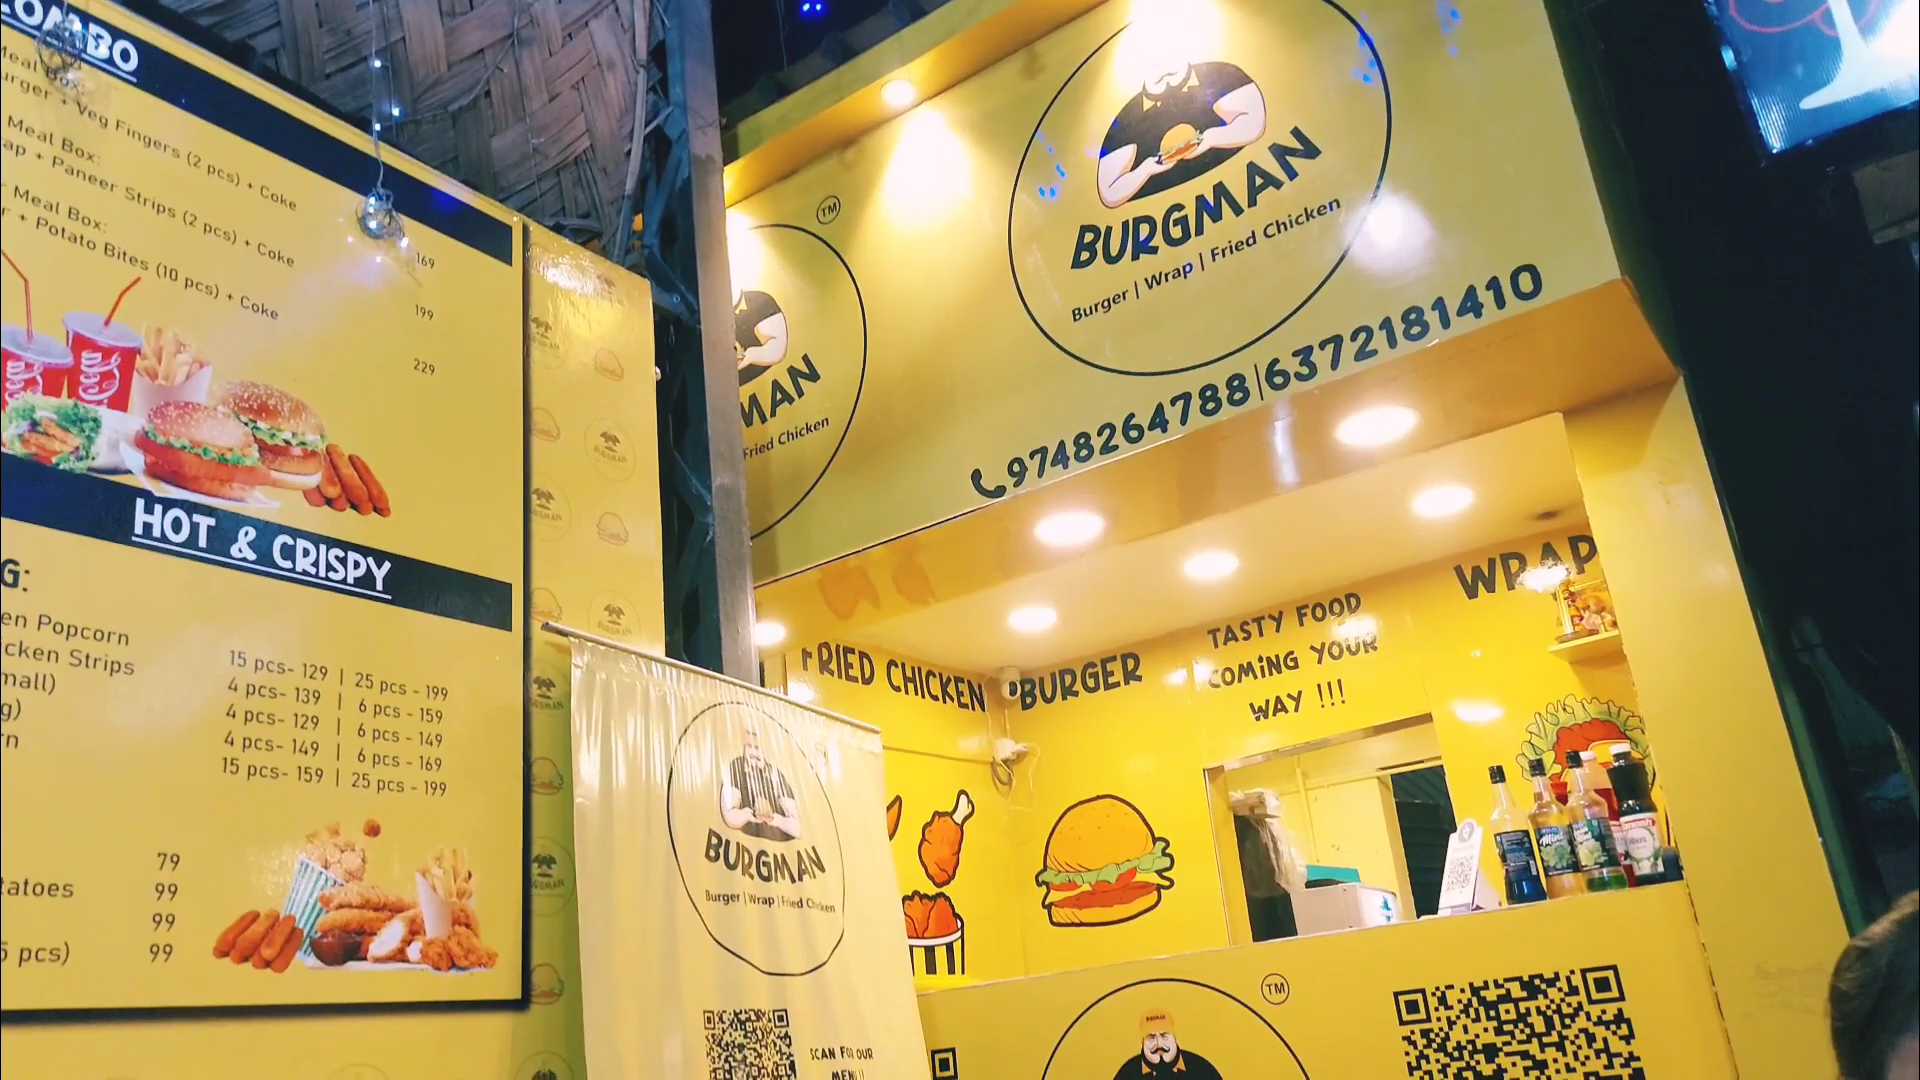 COMBO
Meal Box:
urger + Veg Fingers (2 pcs) + Coke
169
Meal Box:
ap + Paneer Strips (2 pcs) + Coke
199
r Meal Box:
r + Potato Bites (10 pcs) + Coke
229
HOT & CRISPY
G:
en Popcorn
15 pcs- 129 | 25 pcs - 199
icken Strips
4 pcs- 139 | 6 pcs - 159
mall)
4 pcs- 129 | 6 pcs - 149
g)
4 pcs- 149 | 6 pcs - 169
rn
15 pcs- 159 | 25 pcs - 199
79
tatoes 99
99
5 pcs) 99
TM
MAN
Fried Chicken
BURGMAN
Burger | Wrap | Fried Chicken
9748264788|6372181410
FRIED CHICKEN
BURGER
TASTY FOOD
COMING YOUR
WAY !!!
WRAP
BURGMAN
Burger | Wrap | Fried Chicken
SCAN FOR OUR
MENU !!
TM